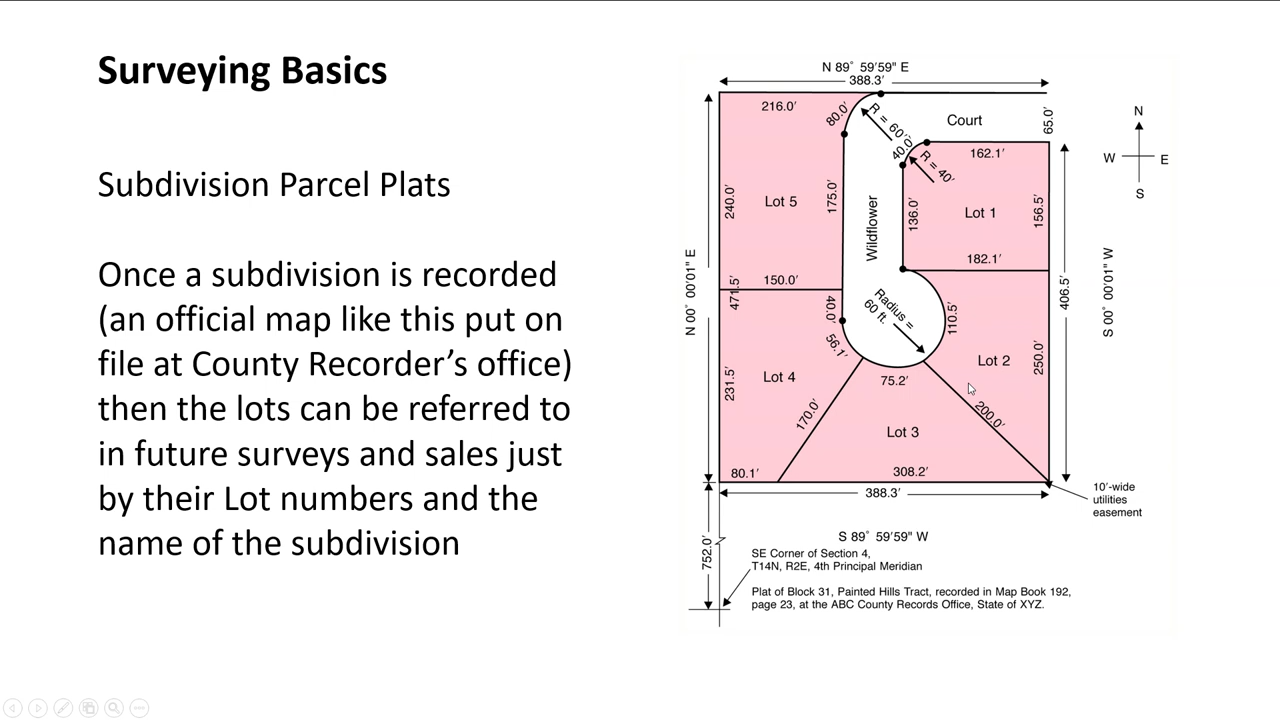 Surveying Basics
Subdivision Parcel Plats
Once a subdivision is recorded
(an official map like this put on
file at County Recorder’s office)
then the lots can be referred to
in future surveys and sales just
by their Lot numbers and the
name of the subdivision
N 89° 59'59" E
388.3'
216.0'
80.0'
R = 60'
Court
65.0'
40.0'
R = 40'
162.1'
N
W
E
S
240.0'
Lot 5
175.0'
Wildflower
136.0'
Lot 1
156.5'
182.1'
N 00° 00'01" E
471.5'
150.0'
40.0'
Radius =
60 ft.
110.5'
406.5'
S 00° 00'01" W
56.1'
Lot 2
250.0'
231.5'
Lot 4
75.2'
170.0'
Lot 3
200.0'
80.1'
308.2'
388.3'
10'-wide
utilities
easement
S 89° 59'59" W
752.0'
SE Corner of Section 4,
T14N, R2E, 4th Principal Meridian
Plat of Block 31, Painted Hills Tract, recorded in Map Book 192,
page 23, at the ABC County Records Office, State of XYZ.